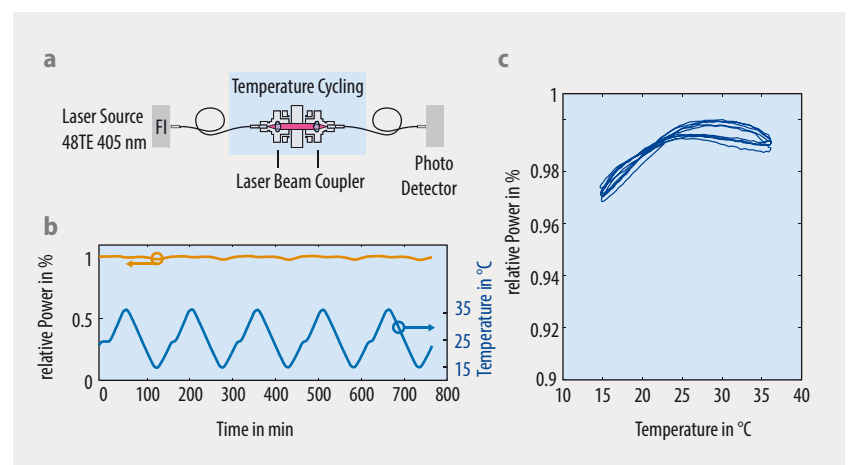 a
Temperature Cycling
Laser Source
48TE 405 nm
FI
Laser Beam Coupler
Photo
Detector
b
relative Power in %
1
0.5
0
35
25
15
Temperature in °C
0 100 200 300 400 500 600 700 800
Time in min
c
relative Power in %
1
0.98
0.96
0.94
0.92
0.9
10 15 20 25 30 35 40
Temperature in °C